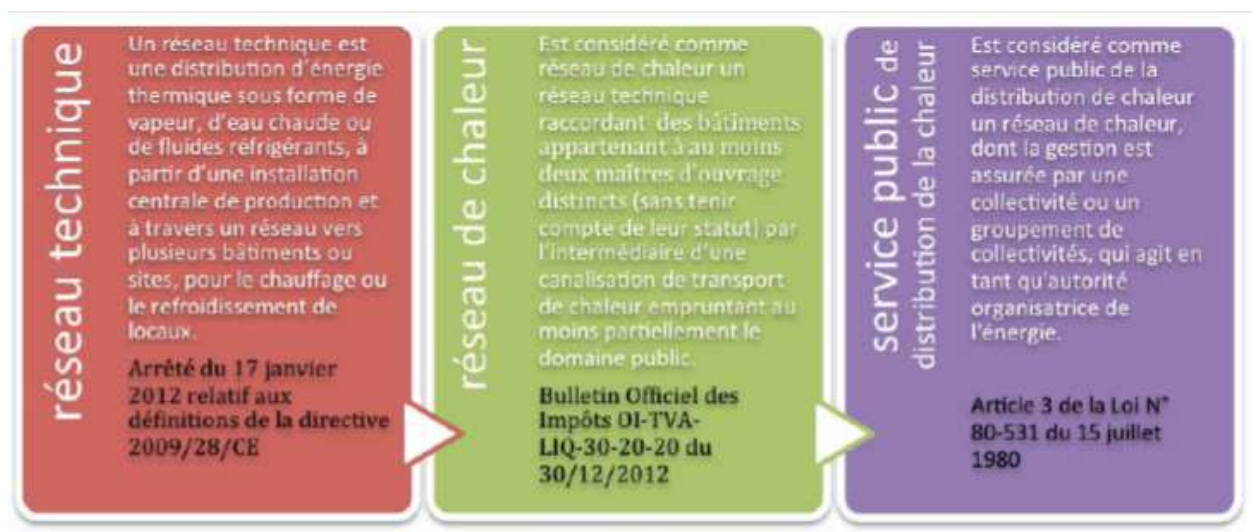 réseau technique
Un réseau technique est
une distribution d'énergie
thermique sous forme de
vapeur, d'eau chaude ou
de fluides réfrigérants, à
partir d'une installation
centrale de production et
à travers un réseau vers
plusieurs bâtiments ou
sites, pour le chauffage ou
le refroidissement de
locaux.
Arrêté du 17 janvier
2012 relatif aux
définitions de la directive
2009/28/CE
réseau de chaleur
Est considéré comme
réseau de chaleur un
réseau technique
raccordant des bâtiments
appartenant à au moins
deux maîtres d'ouvrage
distincts (sans tenir
compte de leur statut) par
l'intermédiaire d'une
canalisation de transport
de chaleur empruntant au
moins partiellement le
domaine public.
Bulletin Officiel des
Impôts OI-TVA-
LIQ-30-20-20 du
30/12/2012
service public de
distribution de la chaleur
Est considéré comme
service public de la
distribution de chaleur
un réseau de chaleur,
dont la gestion est
assurée par une
collectivité ou un
groupement de
collectivités, qui agit en
tant qu'autorité
organisatrice de
l'énergie.
Article 3 de la Loi N°
80-531 du 15 juillet
1980